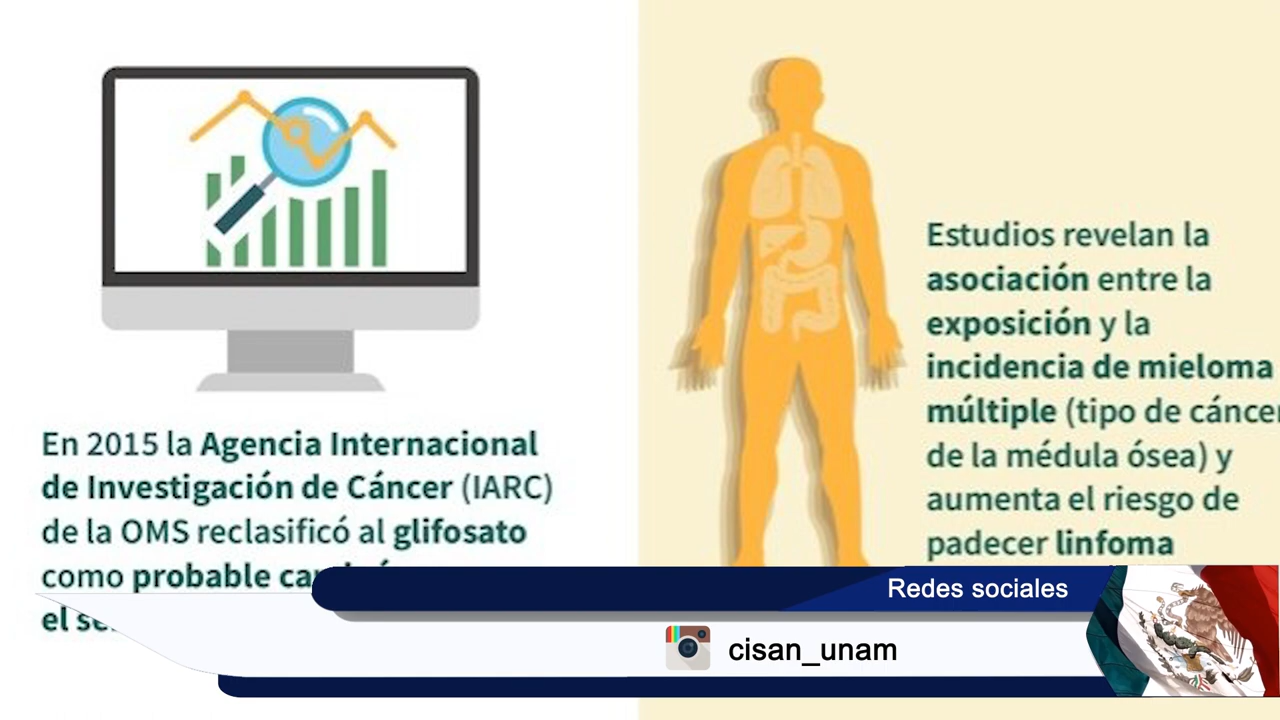 En 2015 la Agencia Internacional
de Investigación de Cáncer (IARC)
de la OMS reclasificó al glifosato
como probable
el
Estudios revelan la
asociación entre la
exposición y la
incidencia de mieloma
múltiple (tipo de cáncer
de la médula ósea) y
aumenta el riesgo de
padecer linfoma
Redes sociales
cisan_unam